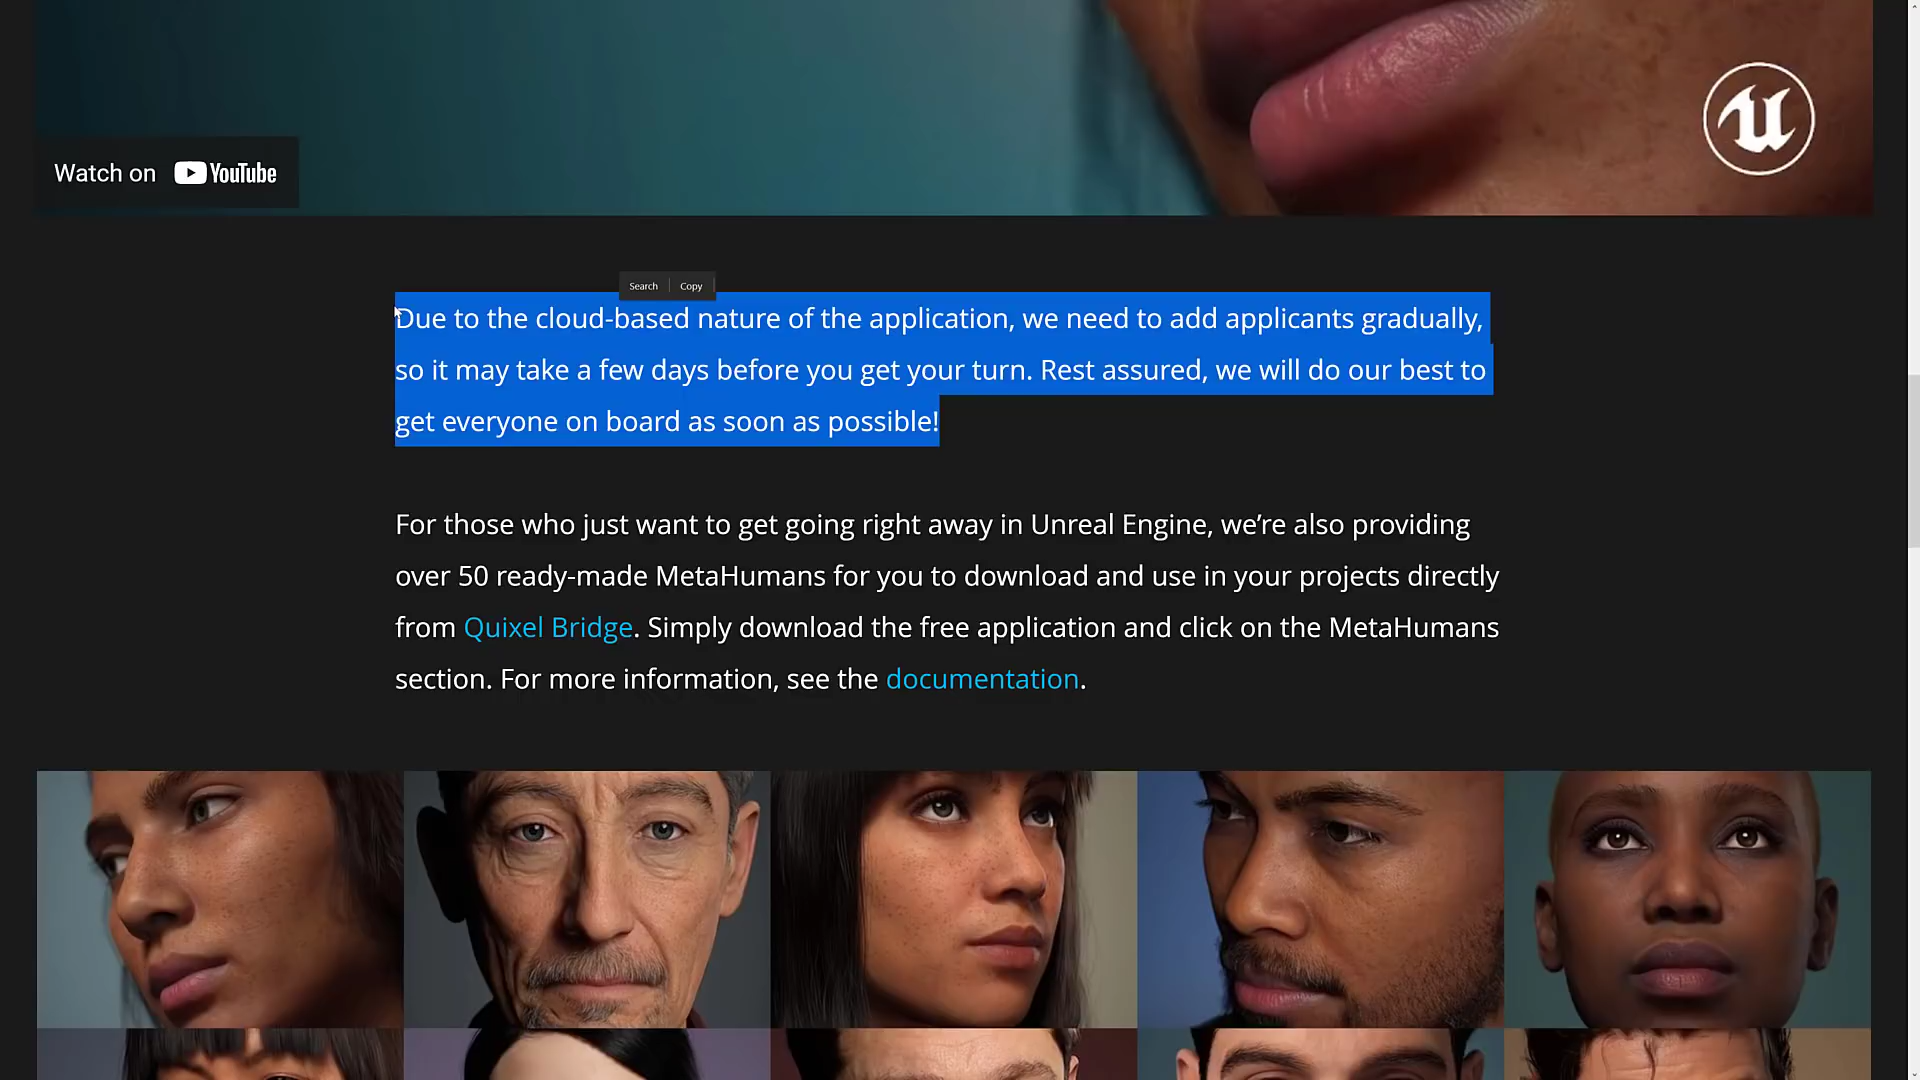 Watch on YouTube
Search Copy
Due to the cloud-based nature of the application, we need to add applicants gradually,
so it may take a few days before you get your turn. Rest assured, we will do our best to
get everyone on board as soon as possible!
For those who just want to get going right away in Unreal Engine, we’re also providing
over 50 ready-made MetaHumans for you to download and use in your projects directly
from Quixel Bridge. Simply download the free application and click on the MetaHumans
section. For more information, see the documentation.